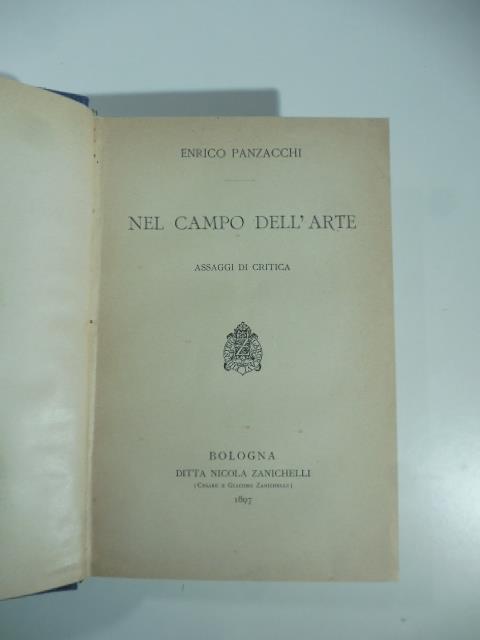 ENRICO PANZACCHI
NEL CAMPO DELL'ARTE
ASSAGGI DI CRITICA
BOLOGNA
DITTA NICOLA ZANICHELLI
(CESARE E GIACOMO ZANICHELLI)
1897